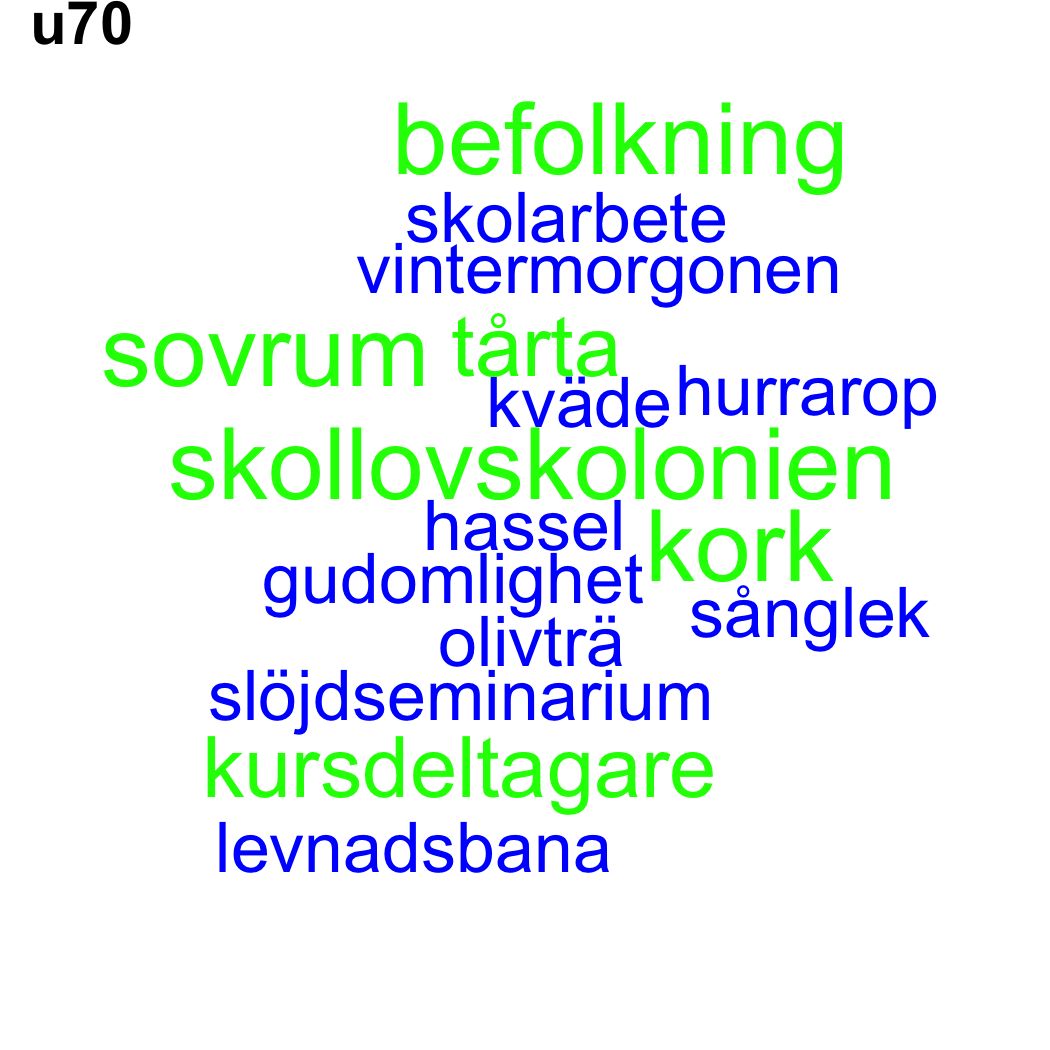 u70
befolkning
skolarbete
vintermorgonen
sovrum tårta
kväde hurrarop
skollovskolonien
hassel
kork
gudomlighet
sånglek
olivträ
slöjdseminarium
kursdeltagare
levnadsbana